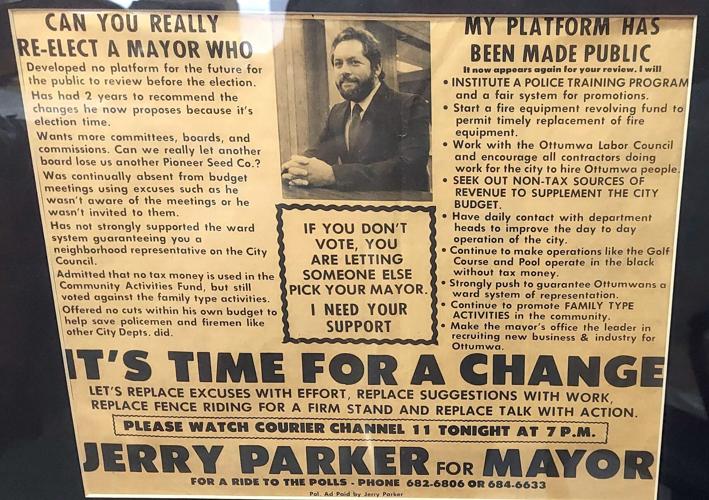 CAN YOU REALLY
RE-ELECT A MAYOR WHO
Developed no platform for the future for
the public to review before the election.
Has had 2 years to recommend the
changes he now proposes because it's
election time.
Wants more committees, boards, and
commissions. Can we really let another
board lose us another Pioneer Seed Co.?
Was continually absent from budget
meetings using excuses such as he
wasn't aware of the meetings or he
wasn't invited to them.
Has not strongly supported the ward
system guaranteeing you a
neighborhood representative on the City
Council.
Admitted that no tax money is used in the
Community Activities Fund, but still
voted against the family type activities.
Offered no cuts within his own budget to
help save policemen and firemen like
other City Depts. did.
IF YOU DON'T
VOTE, YOU
ARE LETTING
SOMEONE ELSE
PICK YOUR MAYOR.
I NEED YOUR
SUPPORT
MY PLATFORM HAS
BEEN MADE PUBLIC
It now appears again for your review. I will
• INSTITUTE A POLICE TRAINING PROGRAM
and a fair system for promotions.
• Start a fire equipment revolving fund to
permit timely replacement of fire
equipment.
• Work with the Ottumwa Labor Council
and encourage all contractors doing
work for the city to hire Ottumwa people.
• SEEK OUT NON-TAX SOURCES OF
REVENUE TO SUPPLEMENT THE CITY
BUDGET.
• Have daily contact with department
heads to improve the day to day
operation of the city.
• Continue to make operations like the Golf
Course and Pool operate in the black
without tax money.
• Strongly push to guarantee Ottumwans a
ward system of representation.
• Continue to promote FAMILY TYPE
ACTIVITIES in the community.
• Make the mayor's office the leader in
recruiting new business & industry for
Ottumwa.
IT'S TIME FOR A CHANGE
LET'S REPLACE EXCUSES WITH EFFORT, REPLACE SUGGESTIONS WITH WORK,
REPLACE FENCE RIDING FOR A FIRM STAND AND REPLACE TALK WITH ACTION.
PLEASE WATCH COURIER CHANNEL 11 TONIGHT AT 7 P.M.
JERRY PARKER FOR MAYOR
FOR A RIDE TO THE POLLS - PHONE 682-6806 OR 684-6633
Pol. Ad Paid by Jerry Parker